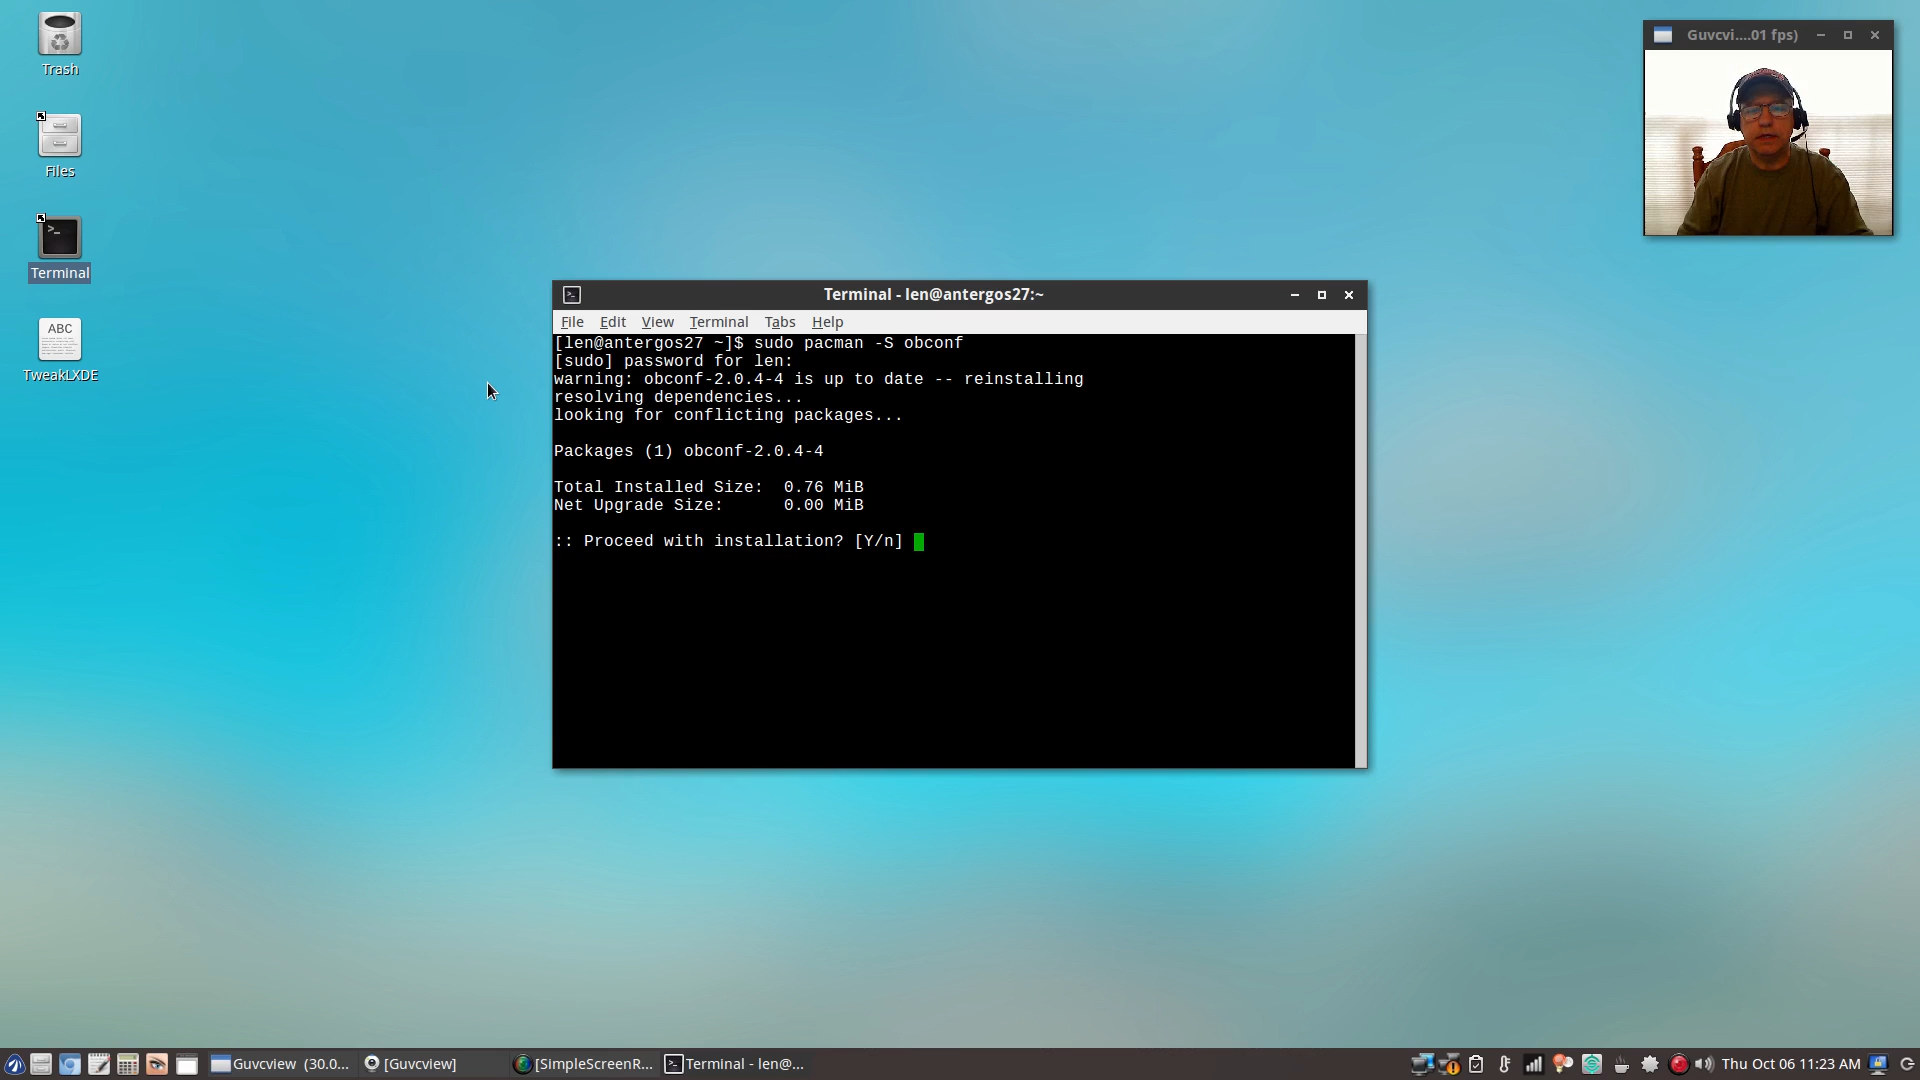 Trash
Files
Terminal
ABC
TweakLXDE
Guvcvi....01 fps)
Terminal - len@antergos27:~
File Edit View Terminal Tabs Help
[len@antergos27 ~]$ sudo pacman -S obconf
[sudo] password for len:
warning: obconf-2.0.4-4 is up to date -- reinstalling
resolving dependencies...
looking for conflicting packages...
Packages (1) obconf-2.0.4-4
Total Installed Size:  0.76 MiB
Net Upgrade Size:      0.00 MiB
:: Proceed with installation? [Y/n]
Guvcview (30.0... [Guvcview] [SimpleScreenR... Terminal - len@... Thu Oct 06 11:23 AM